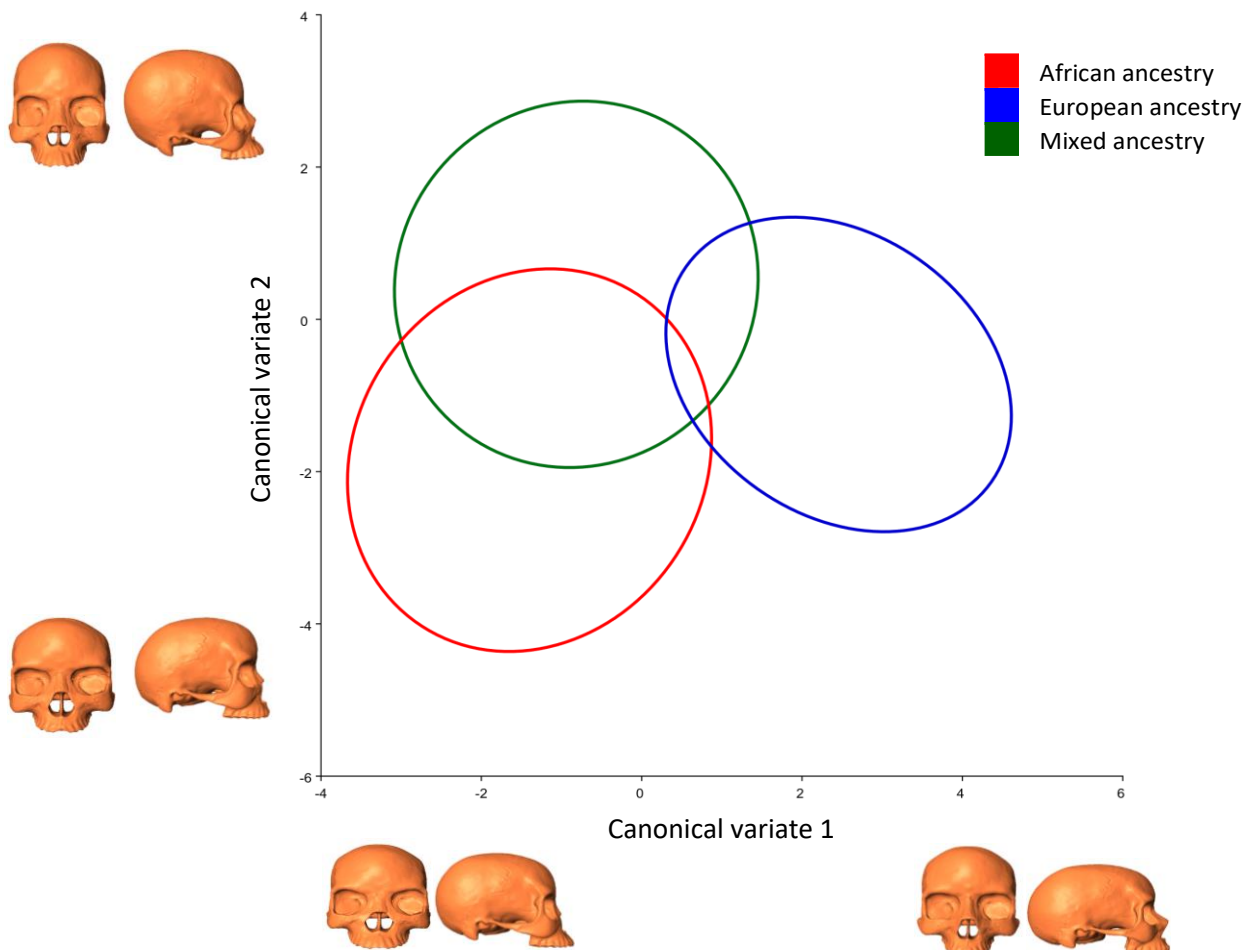 4
African ancestry
European ancestry
Mixed ancestry
2
0
Canonical variate 2
-2
-4
-6
-4
-2
0
2
4
6
Canonical variate 1